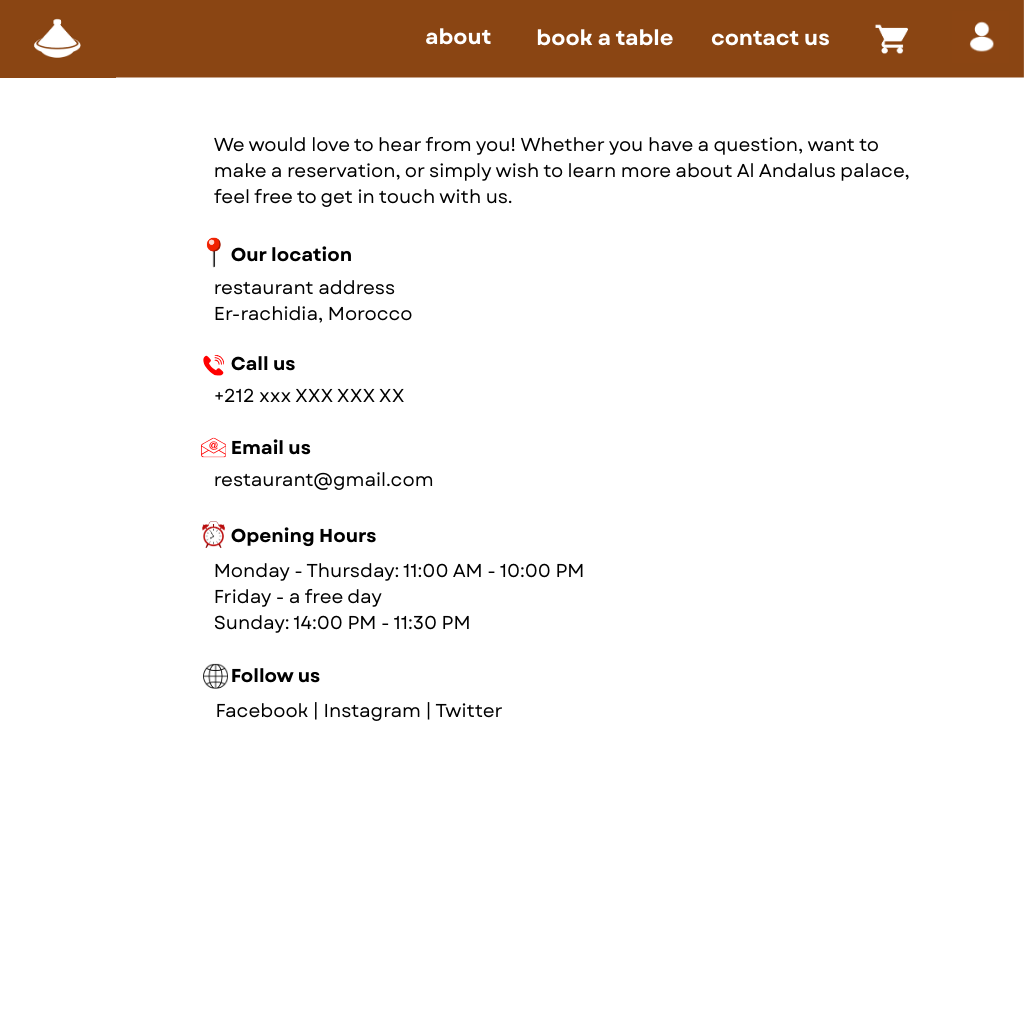 about book a table contact us
We would love to hear from you! Whether you have a question, want to
make a reservation, or simply wish to learn more about Al Andalus palace,
feel free to get in touch with us.
Our location
restaurant address
Er-rachidia, Morocco
Call us
+212 xxx XXX XXX XX
Email us
restaurant@gmail.com
Opening Hours
Monday - Thursday: 11:00 AM - 10:00 PM
Friday - a free day
Sunday: 14:00 PM - 11:30 PM
Follow us
Facebook | Instagram | Twitter